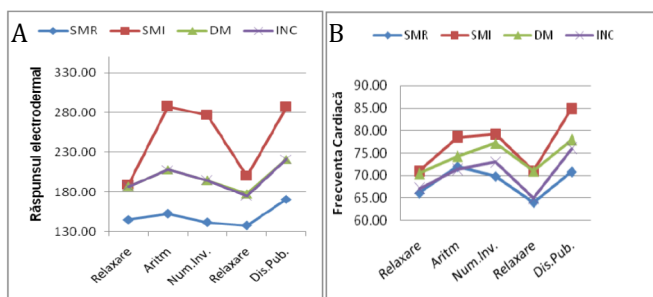 A
SMR SMI DM INC
Răspunsul electrodermal
330.00
280.00
230.00
180.00
130.00
Relaxare Aritm Num.Inv. Relaxare Dis.Pub.
B
SMR SMI DM INC
Frecventa Cardiacă
90.00
85.00
80.00
75.00
70.00
65.00
60.00
Relaxare Aritm Num.Inv. Relaxare Dis.Pub.